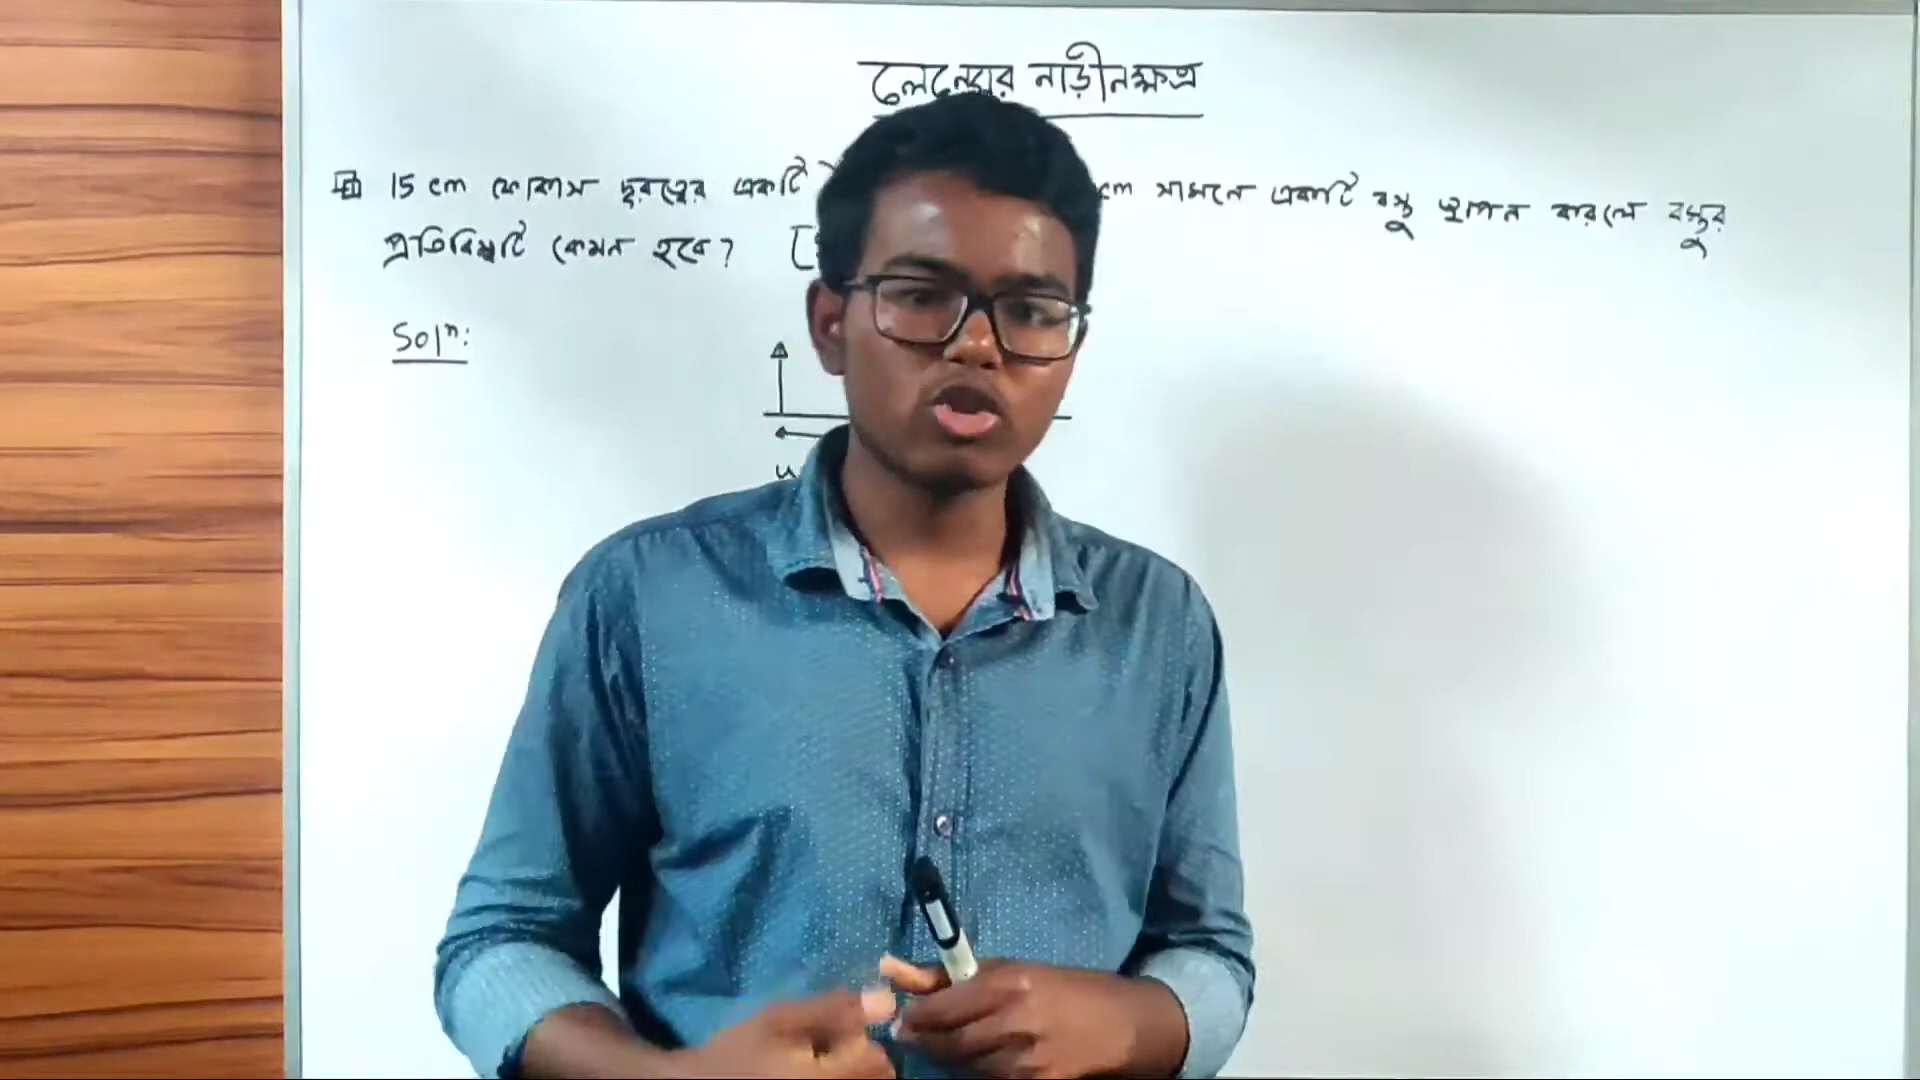 লেন্সের নাড়ীনক্ষত্র
15 cm ফোকাস দূরত্বের একটি cm সামনে একটি বস্তু স্থাপন করলে বস্তুর
প্রতিবিম্বটি কেমন হবে? [
Solⁿ:
u